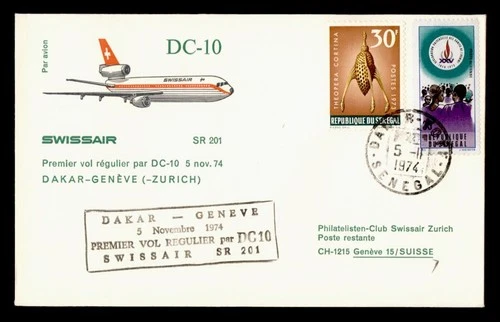 Par avion
DC-10
SWISSAIR
SWISSAIR
SR 201
Premier vol régulier par DC-10 5 nov. 74
DAKAR-GENÈVE (-ZURICH)
DAKAR — GENEVE
5 Novembre 1974
PREMIER VOL REGULIER par DC10
SWISSAIR SR 201
THEOPERA CORTINA
30F
POSTES 1973
REPUBLIQUE DU SENEGAL
REPUBLIQUE DU SENEGAL
DAKAR
5 -11
1974
SENEGAL
Philatelisten-Club Swissair Zurich
Poste restante
CH-1215 Genève 15/SUISSE